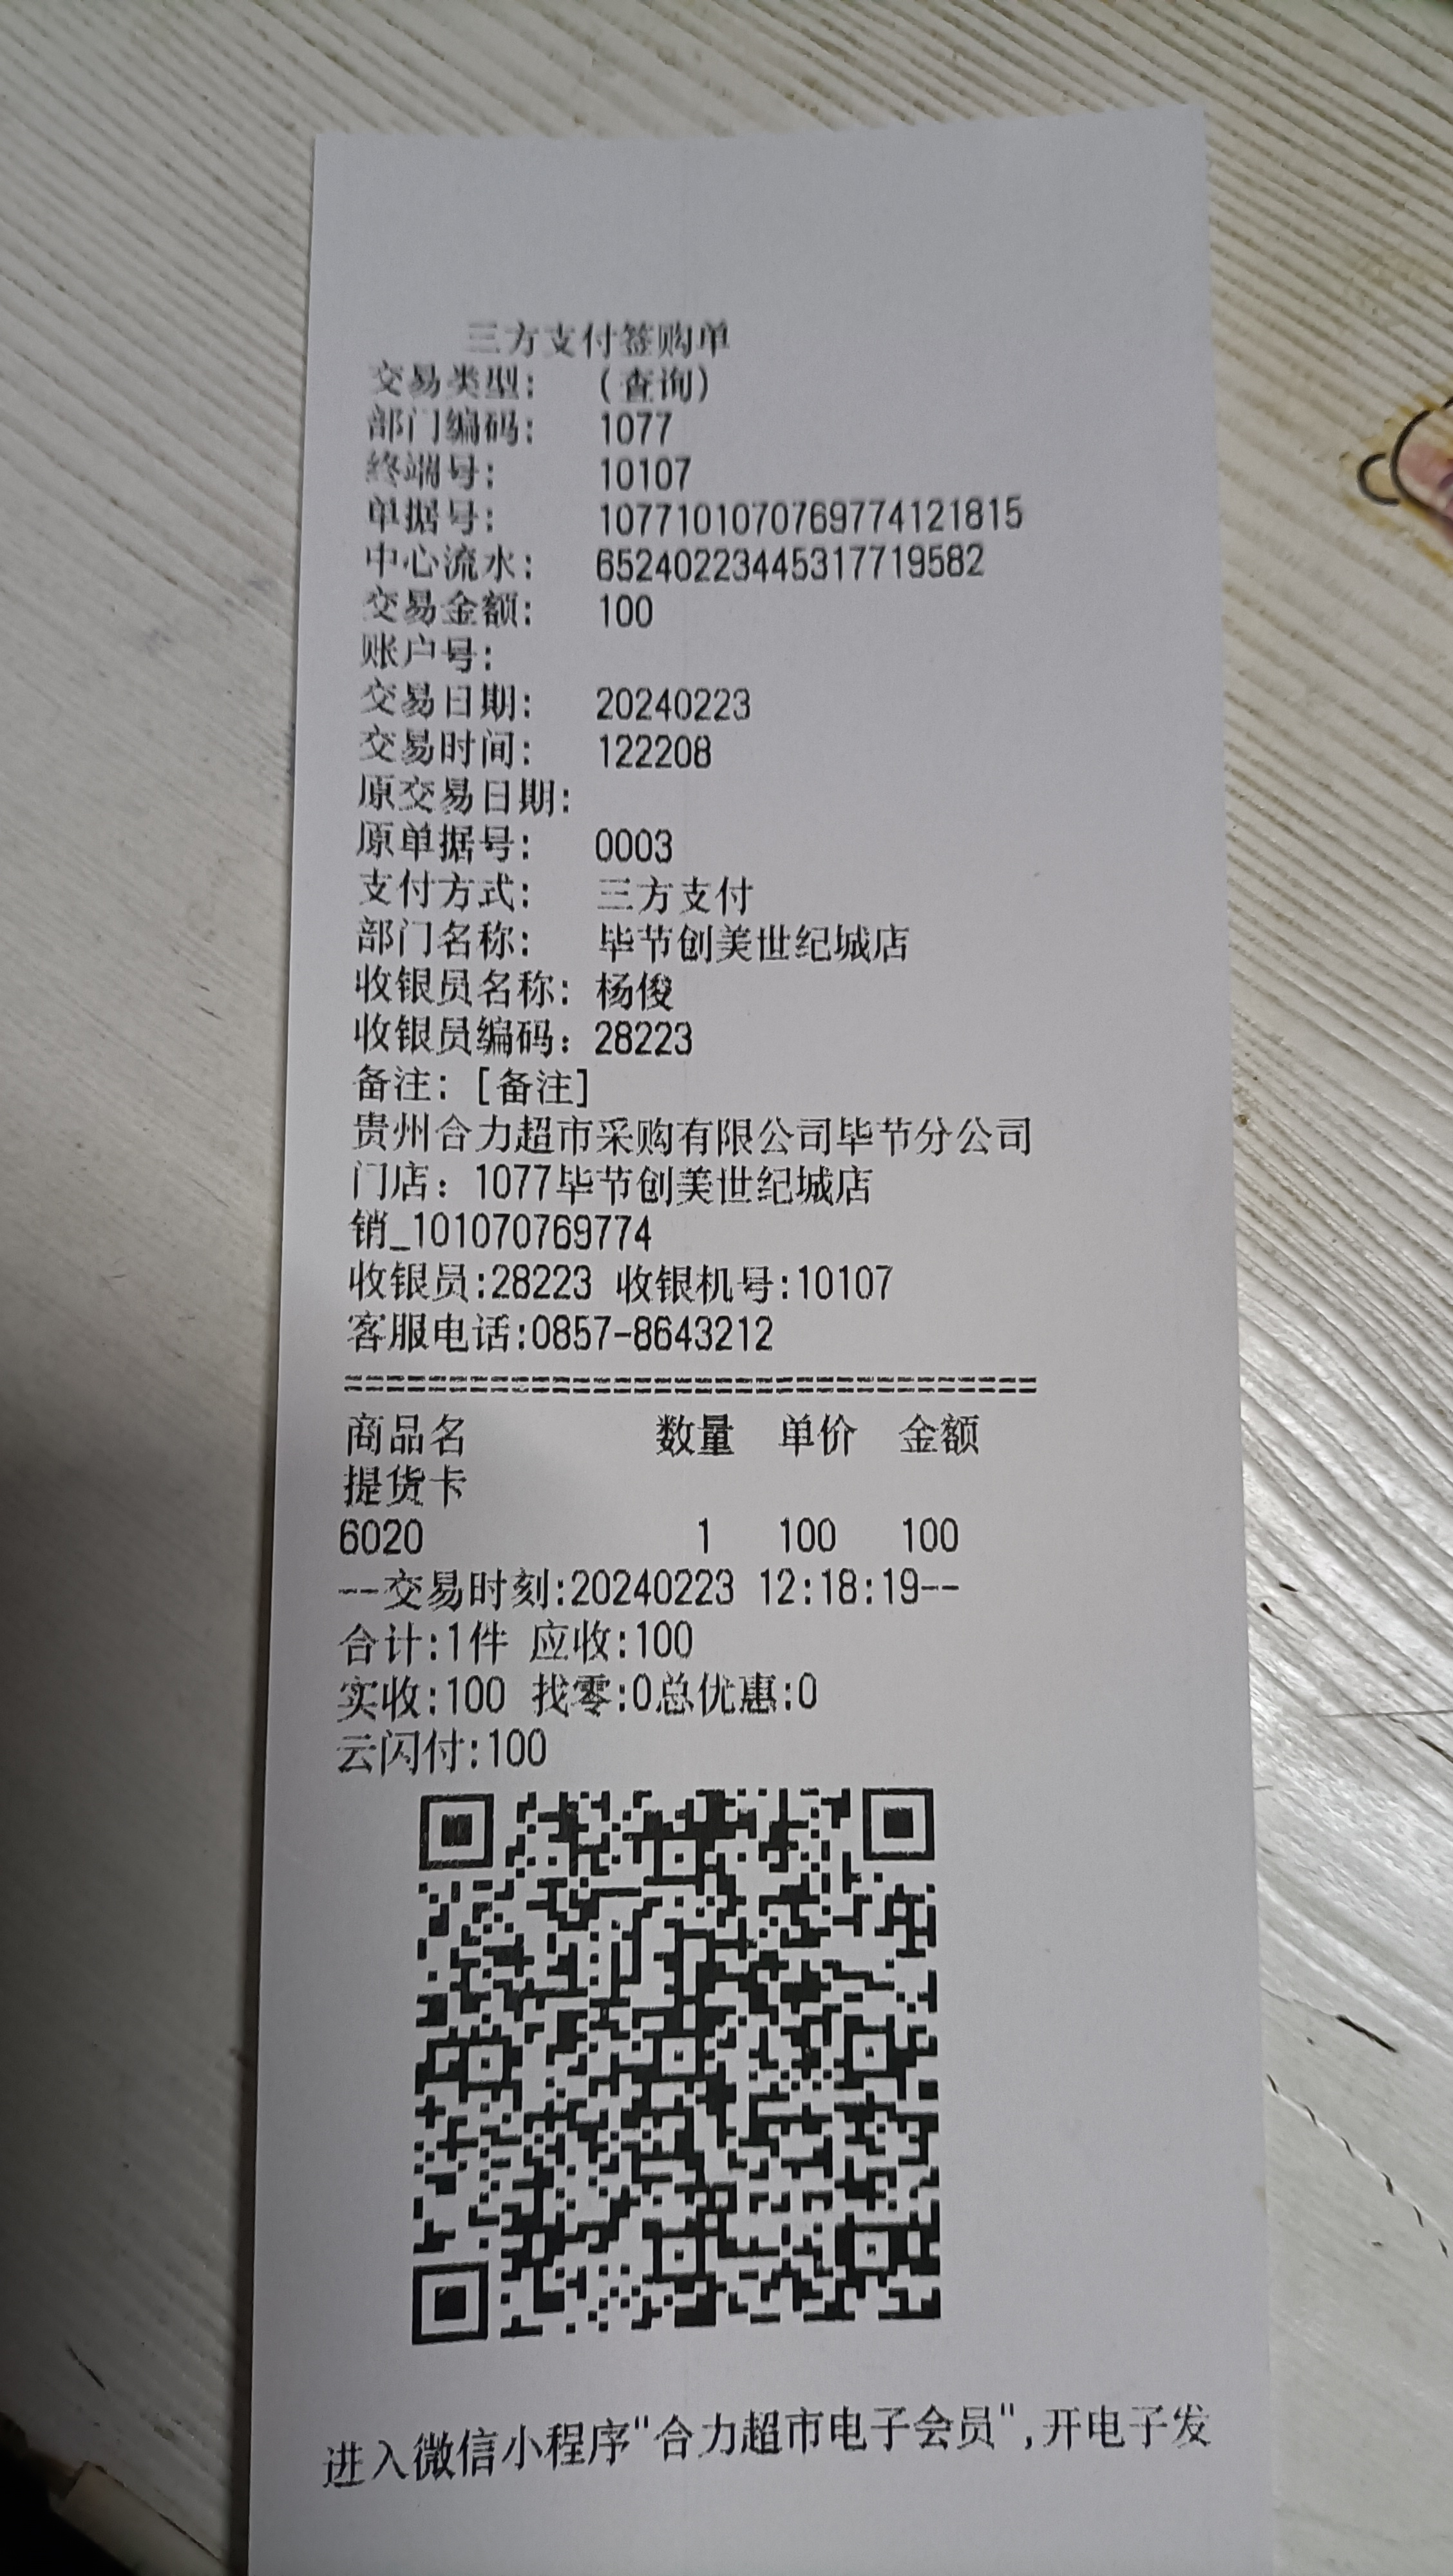 三方支付签购单
交易类型: (查询)
部门编码: 1077
终端号: 10107
单据号: 1077101070769774121815
中心流水: 65240223445317719582
交易金额: 100
账户号:
交易日期: 20240223
交易时间: 122208
原交易日期:
原单据号: 0003
支付方式: 三方支付
部门名称: 毕节创美世纪城店
收银员名称: 杨俊
收银员编码: 28223
备注: [备注]
贵州合力超市采购有限公司毕节分公司
门店: 1077毕节创美世纪城店
销_101070769774
收银员:28223 收银机号:10107
客服电话:0857-8643212
==================================
商品名 数量 单价 金额
提货卡
6020 1 100 100
--交易时刻:20240223 12:18:19--
合计:1件 应收:100
实收:100 找零:0总优惠:0
云闪付:100
进入微信小程序"合力超市电子会员",开电子发